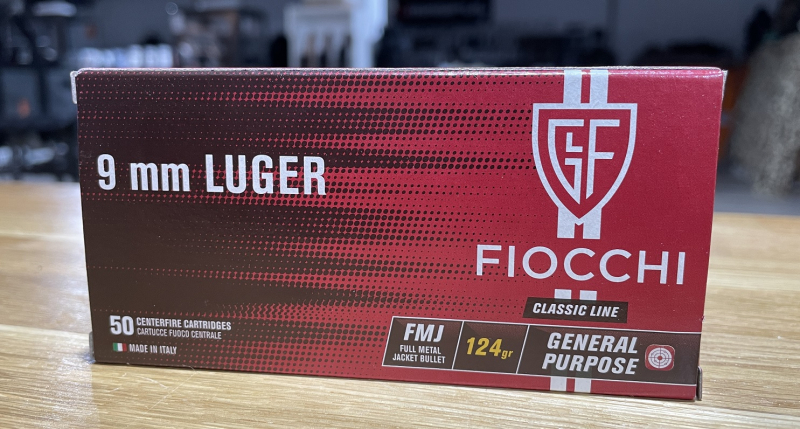 9 mm LUGER
GLF
FIOCCHI
CLASSIC LINE
50 CENTERFIRE CARTRIDGES
CARTUCCE FUOCO CENTRALE
MADE IN ITALY
FMJ
FULL METAL
JACKET BULLET
124gr
GENERAL
PURPOSE